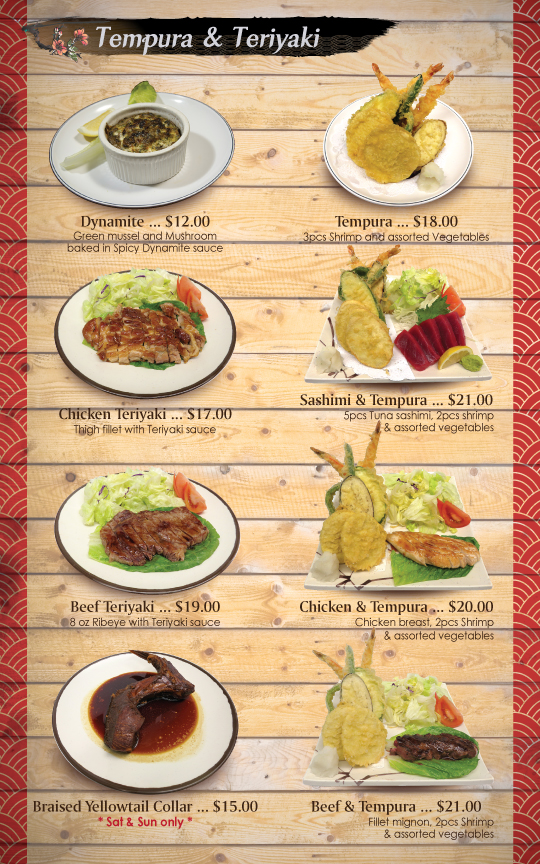 Tempura & Teriyaki
Dynamite ... $12.00
Green mussel and Mushroom
baked in Spicy Dynamite sauce
Tempura ... $18.00
3pcs Shrimp and assorted Vegetables
Chicken Teriyaki ... $17.00
Thigh fillet with Teriyaki sauce
Sashimi & Tempura ... $21.00
5pcs Tuna sashimi, 2pcs shrimp
& assorted vegetables
Beef Teriyaki ... $19.00
8 oz Ribeye with Teriyaki sauce
Chicken & Tempura ... $20.00
Chicken breast, 2pcs Shrimp
& assorted vegetables
Braised Yellowtail Collar ... $15.00
* Sat & Sun only *
Beef & Tempura ... $21.00
Fillet mignon, 2pcs Shrimp
& assorted vegetables